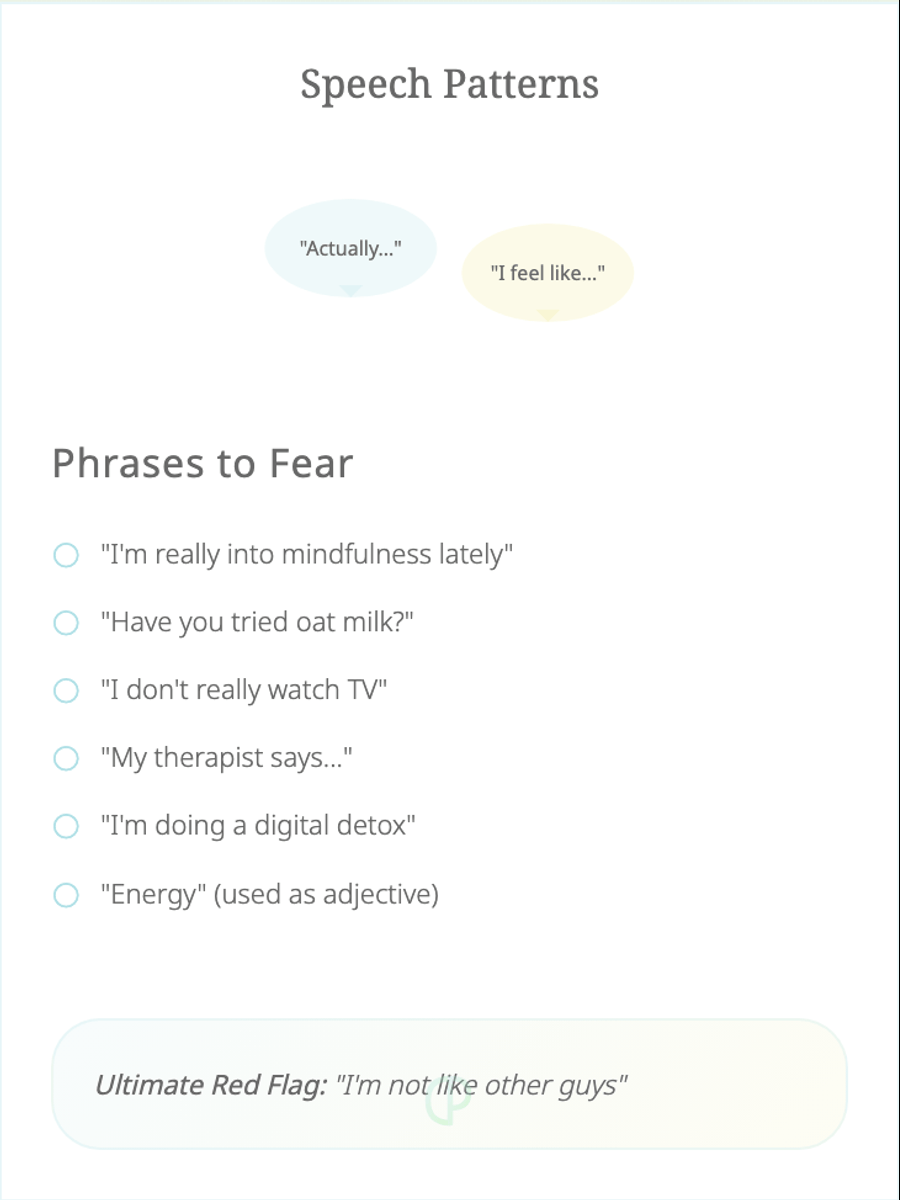 Speech Patterns
"Actually..."
"I feel like..."
Phrases to Fear
"I'm really into mindfulness lately"
"Have you tried oat milk?"
"I don't really watch TV"
"My therapist says..."
"I'm doing a digital detox"
"Energy" (used as adjective)
Ultimate Red Flag: "I'm not like other guys"